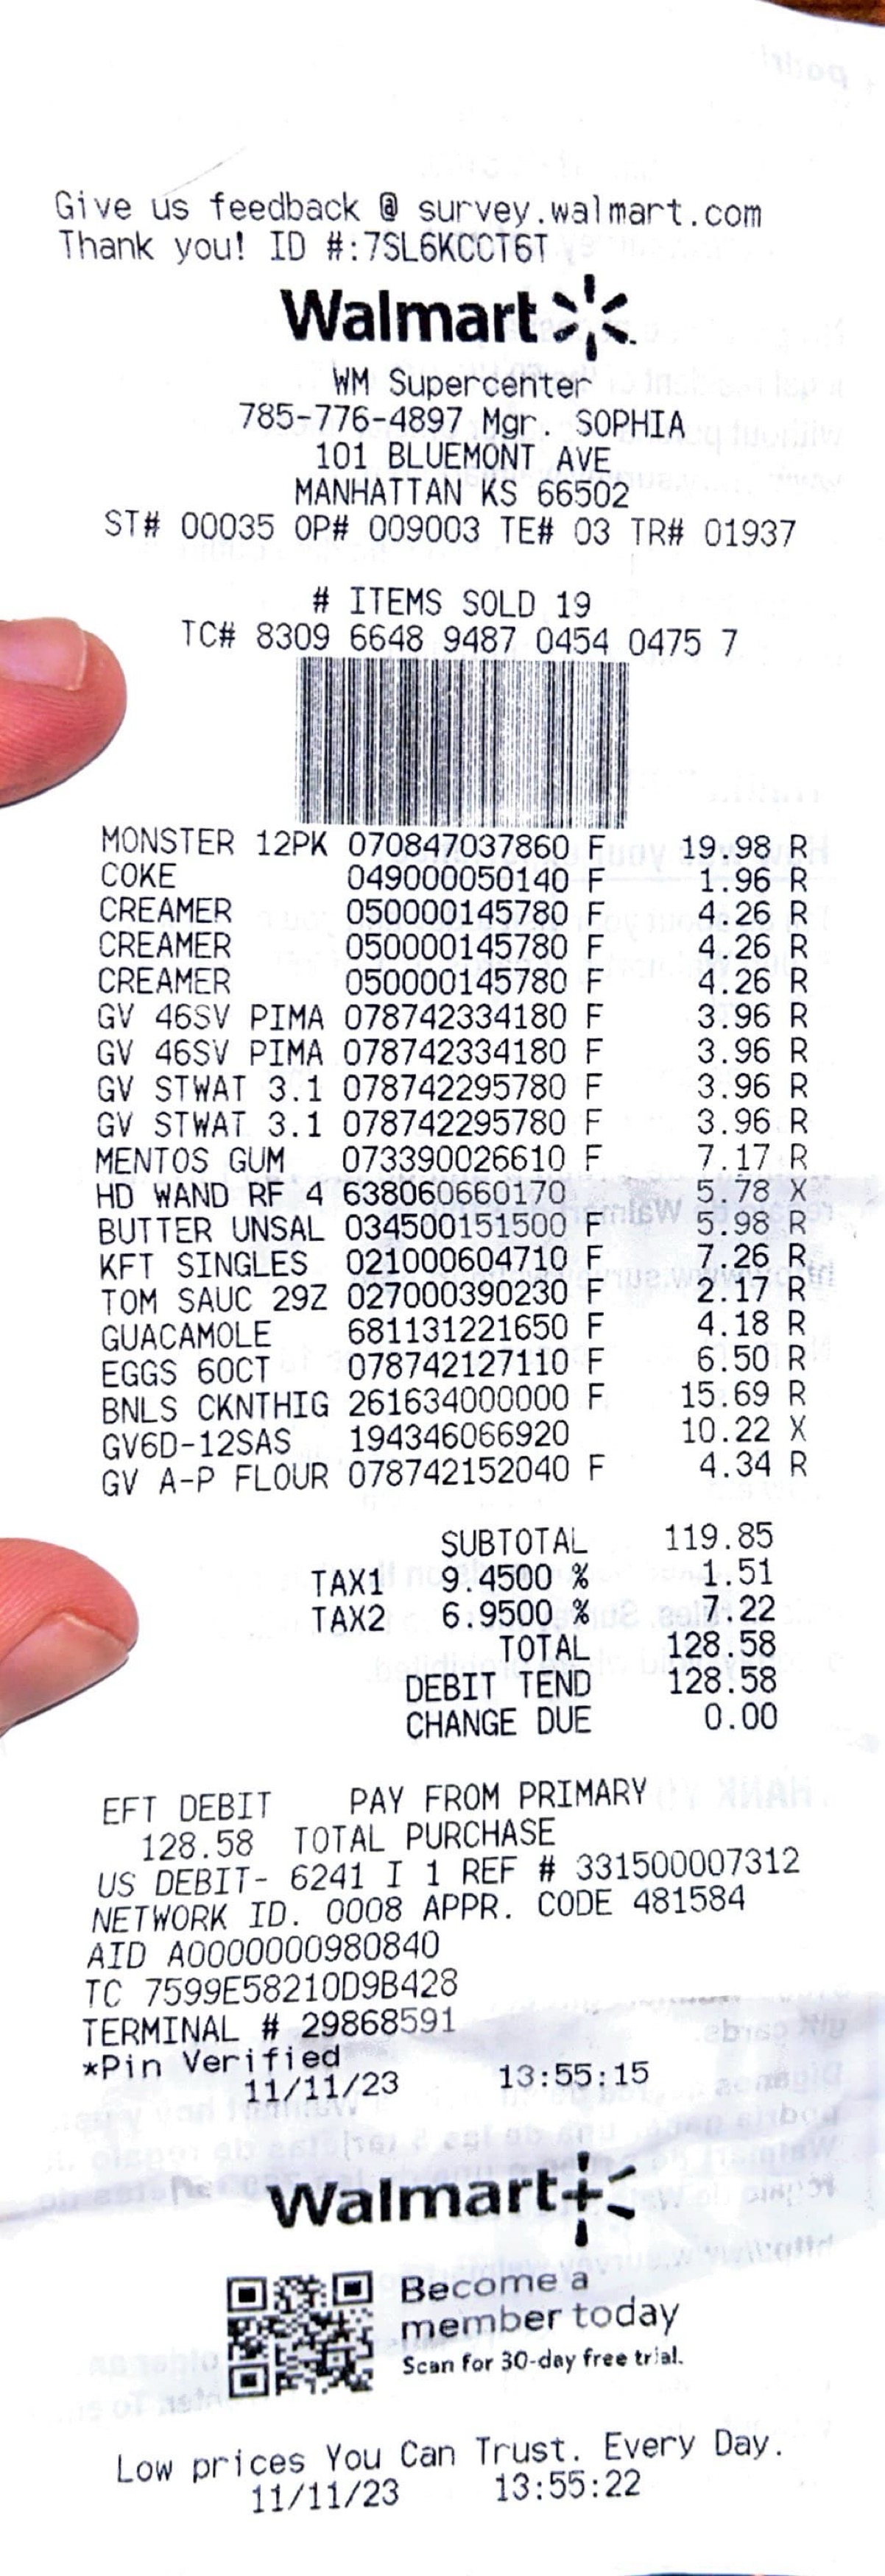 Give us feedback @ survey.walmart.com
Thank you! ID #:7SL6KCCT6T
Walmart
WM Supercenter
785-776-4897 Mgr. SOPHIA
101 BLUEMONT AVE
MANHATTAN KS 66502
ST# 00035 OP# 009003 TE# 03 TR# 01937
# ITEMS SOLD 19
TC# 8309 6648 9487 0454 0475 7
MONSTER 12PK 070847037860 F 19.98 R
COKE 049000050140 F 1.96 R
CREAMER 050000145780 F 4.26 R
CREAMER 050000145780 F 4.26 R
CREAMER 050000145780 F 4.26 R
GV 46SV PIMA 078742334180 F 3.96 R
GV 46SV PIMA 078742334180 F 3.96 R
GV STWAT 3.1 078742295780 F 3.96 R
GV STWAT 3.1 078742295780 F 3.96 R
MENTOS GUM 073390026610 F 7.17 R
HD WAND RF 4 638060660170 5.78 X
BUTTER UNSAL 034500151500 F 5.98 R
KFT SINGLES 021000604710 F 7.26 R
TOM SAUC 29Z 027000390230 F 2.17 R
GUACAMOLE 681131221650 F 4.18 R
EGGS 60CT 078742127110 F 6.50 R
BNLS CKNTHIG 261634000000 F 15.69 R
GV6D-12SAS 194346066920 10.22 X
GV A-P FLOUR 078742152040 F 4.34 R
SUBTOTAL 119.85
TAX1 9.4500 % 1.51
TAX2 6.9500 % 7.22
TOTAL 128.58
DEBIT TEND 128.58
CHANGE DUE 0.00
EFT DEBIT PAY FROM PRIMARY
128.58 TOTAL PURCHASE
US DEBIT- 6241 I 1 REF # 331500007312
NETWORK ID. 0008 APPR. CODE 481584
AID A0000000980840
TC 7599E58210D9B428
TERMINAL # 29868591
*Pin Verified
11/11/23 13:55:15
Walmart+
Become a
member today
Scan for 30-day free trial.
Low prices You Can Trust. Every Day.
11/11/23 13:55:22